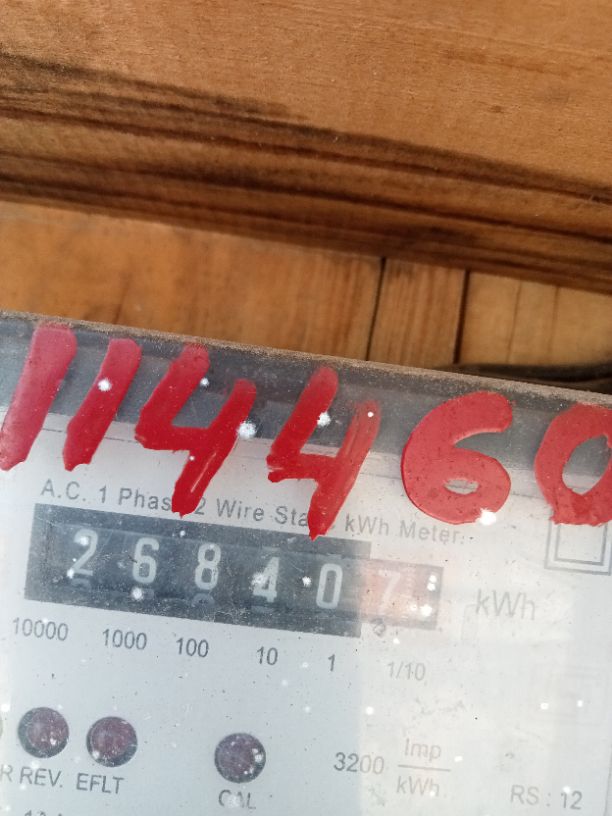 114460
A.C. 1 Phase 2 Wire kWh Meter
268407 kWh
10000 1000 100 10 1 1/10
3200 Imp/kWh
REV. EFLT CAL RS : 12